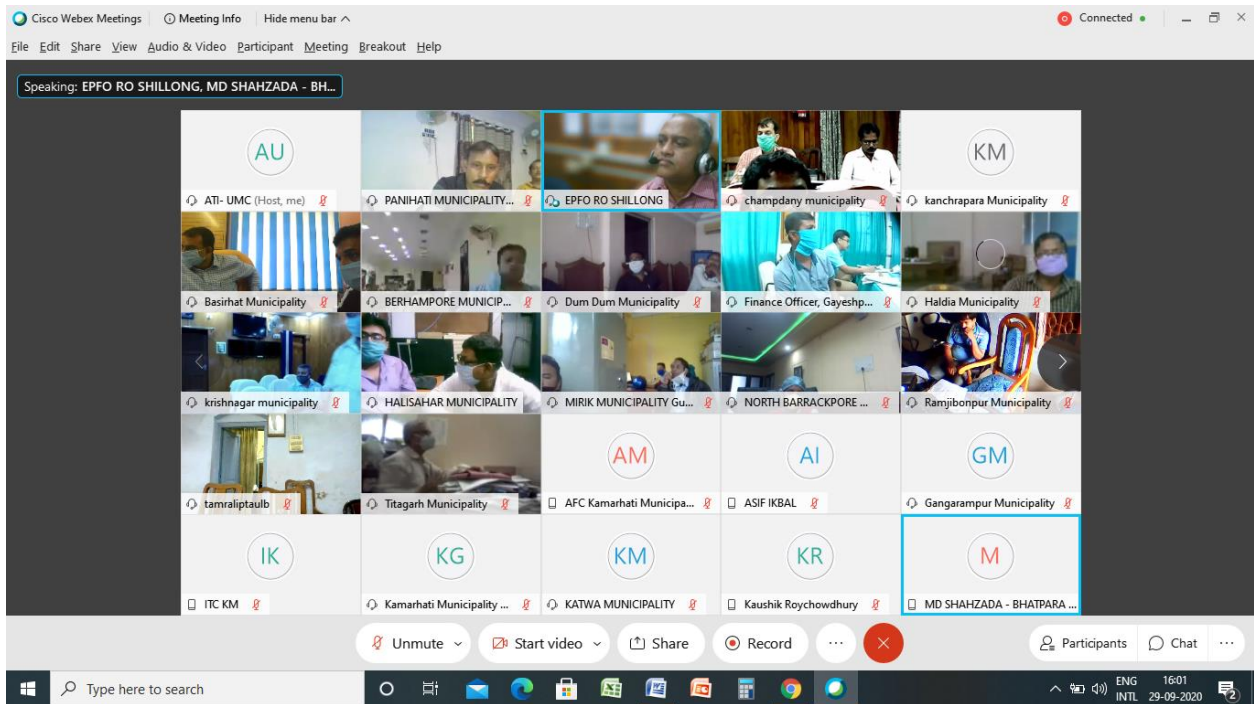 Cisco Webex Meetings Meeting Info Hide menu bar Connected
File Edit Share View Audio & Video Participant Meeting Breakout Help
Speaking: EPFO RO SHILLONG, MD SHAHZADA - BH...
AU KM
ATI- UMC (Host, me) PANIHATI MUNICIPALITY... EPFO RO SHILLONG champdany municipality kanchrapara Municipality
Basirhat Municipality BERHAMPORE MUNICIP... Dum Dum Municipality Finance Officer, Gayeshp... Haldia Municipality
krishnagar municipality HALISAHAR MUNICIPALITY MIRIK MUNICIPALITY Gu... NORTH BARRACKPORE ... Ramjibonpur Municipality
AM AI GM
tamraliptaulb Titagarh Municipality AFC Kamarhati Municipa... ASIF IKBAL Gangarampur Municipality
IK KG KM KR M
ITC KM Kamarhati Municipality ... KATWA MUNICIPALITY Kaushik Roychowdhury MD SHAHZADA - BHATPARA ...
Unmute Start video Share Record ... Participants Chat ...
Type here to search ENG 16:01
INTL 29-09-2020 2